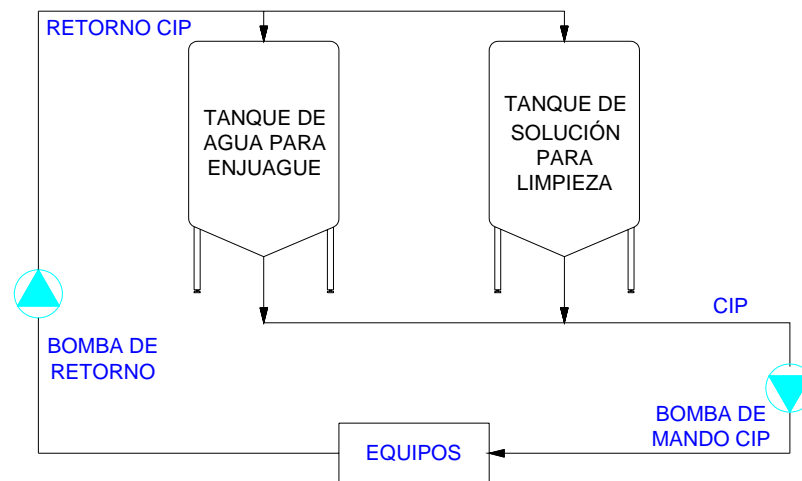 RETORNO CIP
TANQUE DE
AGUA PARA
ENJUAGUE
TANQUE DE
SOLUCIÓN
PARA
LIMPIEZA
CIP
BOMBA DE
RETORNO
BOMBA DE
MANDO CIP
EQUIPOS